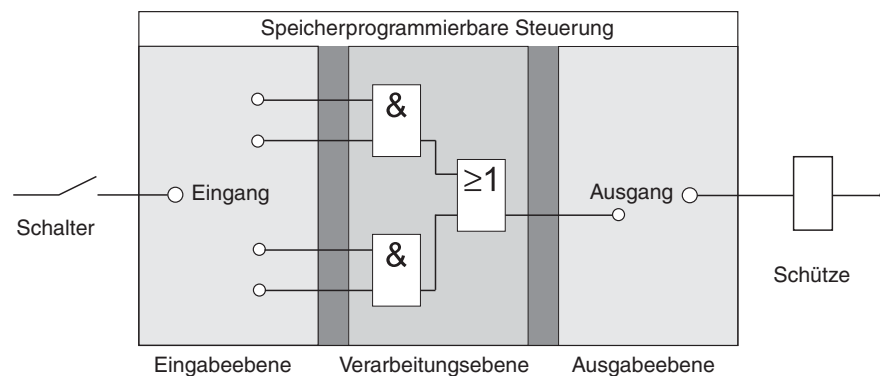 Speicherprogrammierbare Steuerung
&
≥1
Eingang
Ausgang
Schalter
&
Schütze
Eingabeebene
Verarbeitungsebene
Ausgabeebene